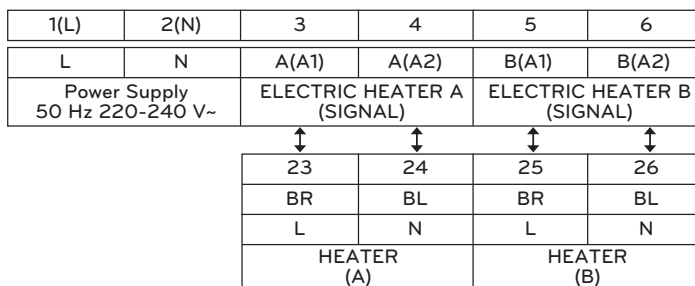 1(L) 2(N) 3 4 5 6
L N A(A1) A(A2) B(A1) B(A2)
Power Supply ELECTRIC HEATER A ELECTRIC HEATER B
50 Hz 220-240 V~ (SIGNAL) (SIGNAL)
23 24 25 26
BR BL BR BL
L N L N
HEATER HEATER
(A) (B)